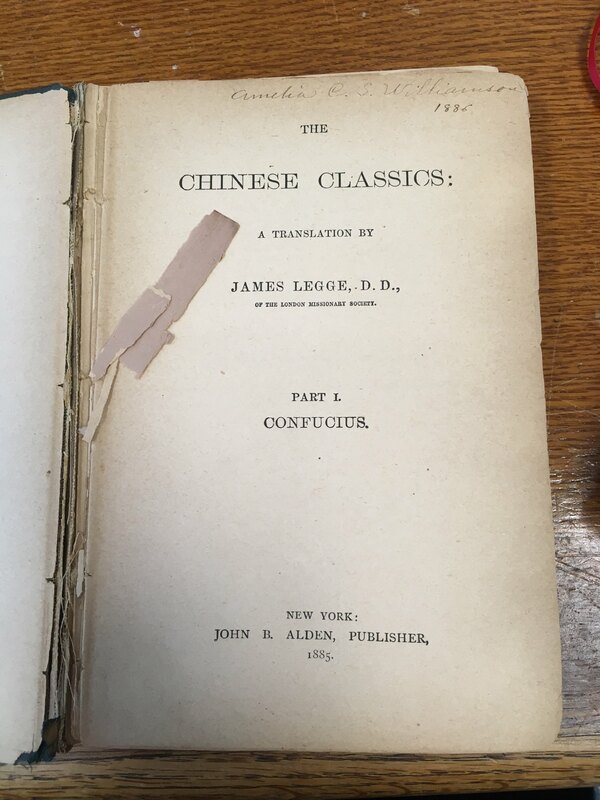 Amelia C. S. Williamson
1886
THE
CHINESE CLASSICS:
A TRANSLATION BY
JAMES LEGGE, D. D.,
OF THE LONDON MISSIONARY SOCIETY.
PART I.
CONFUCIUS.
NEW YORK:
JOHN B. ALDEN, PUBLISHER,
1885.